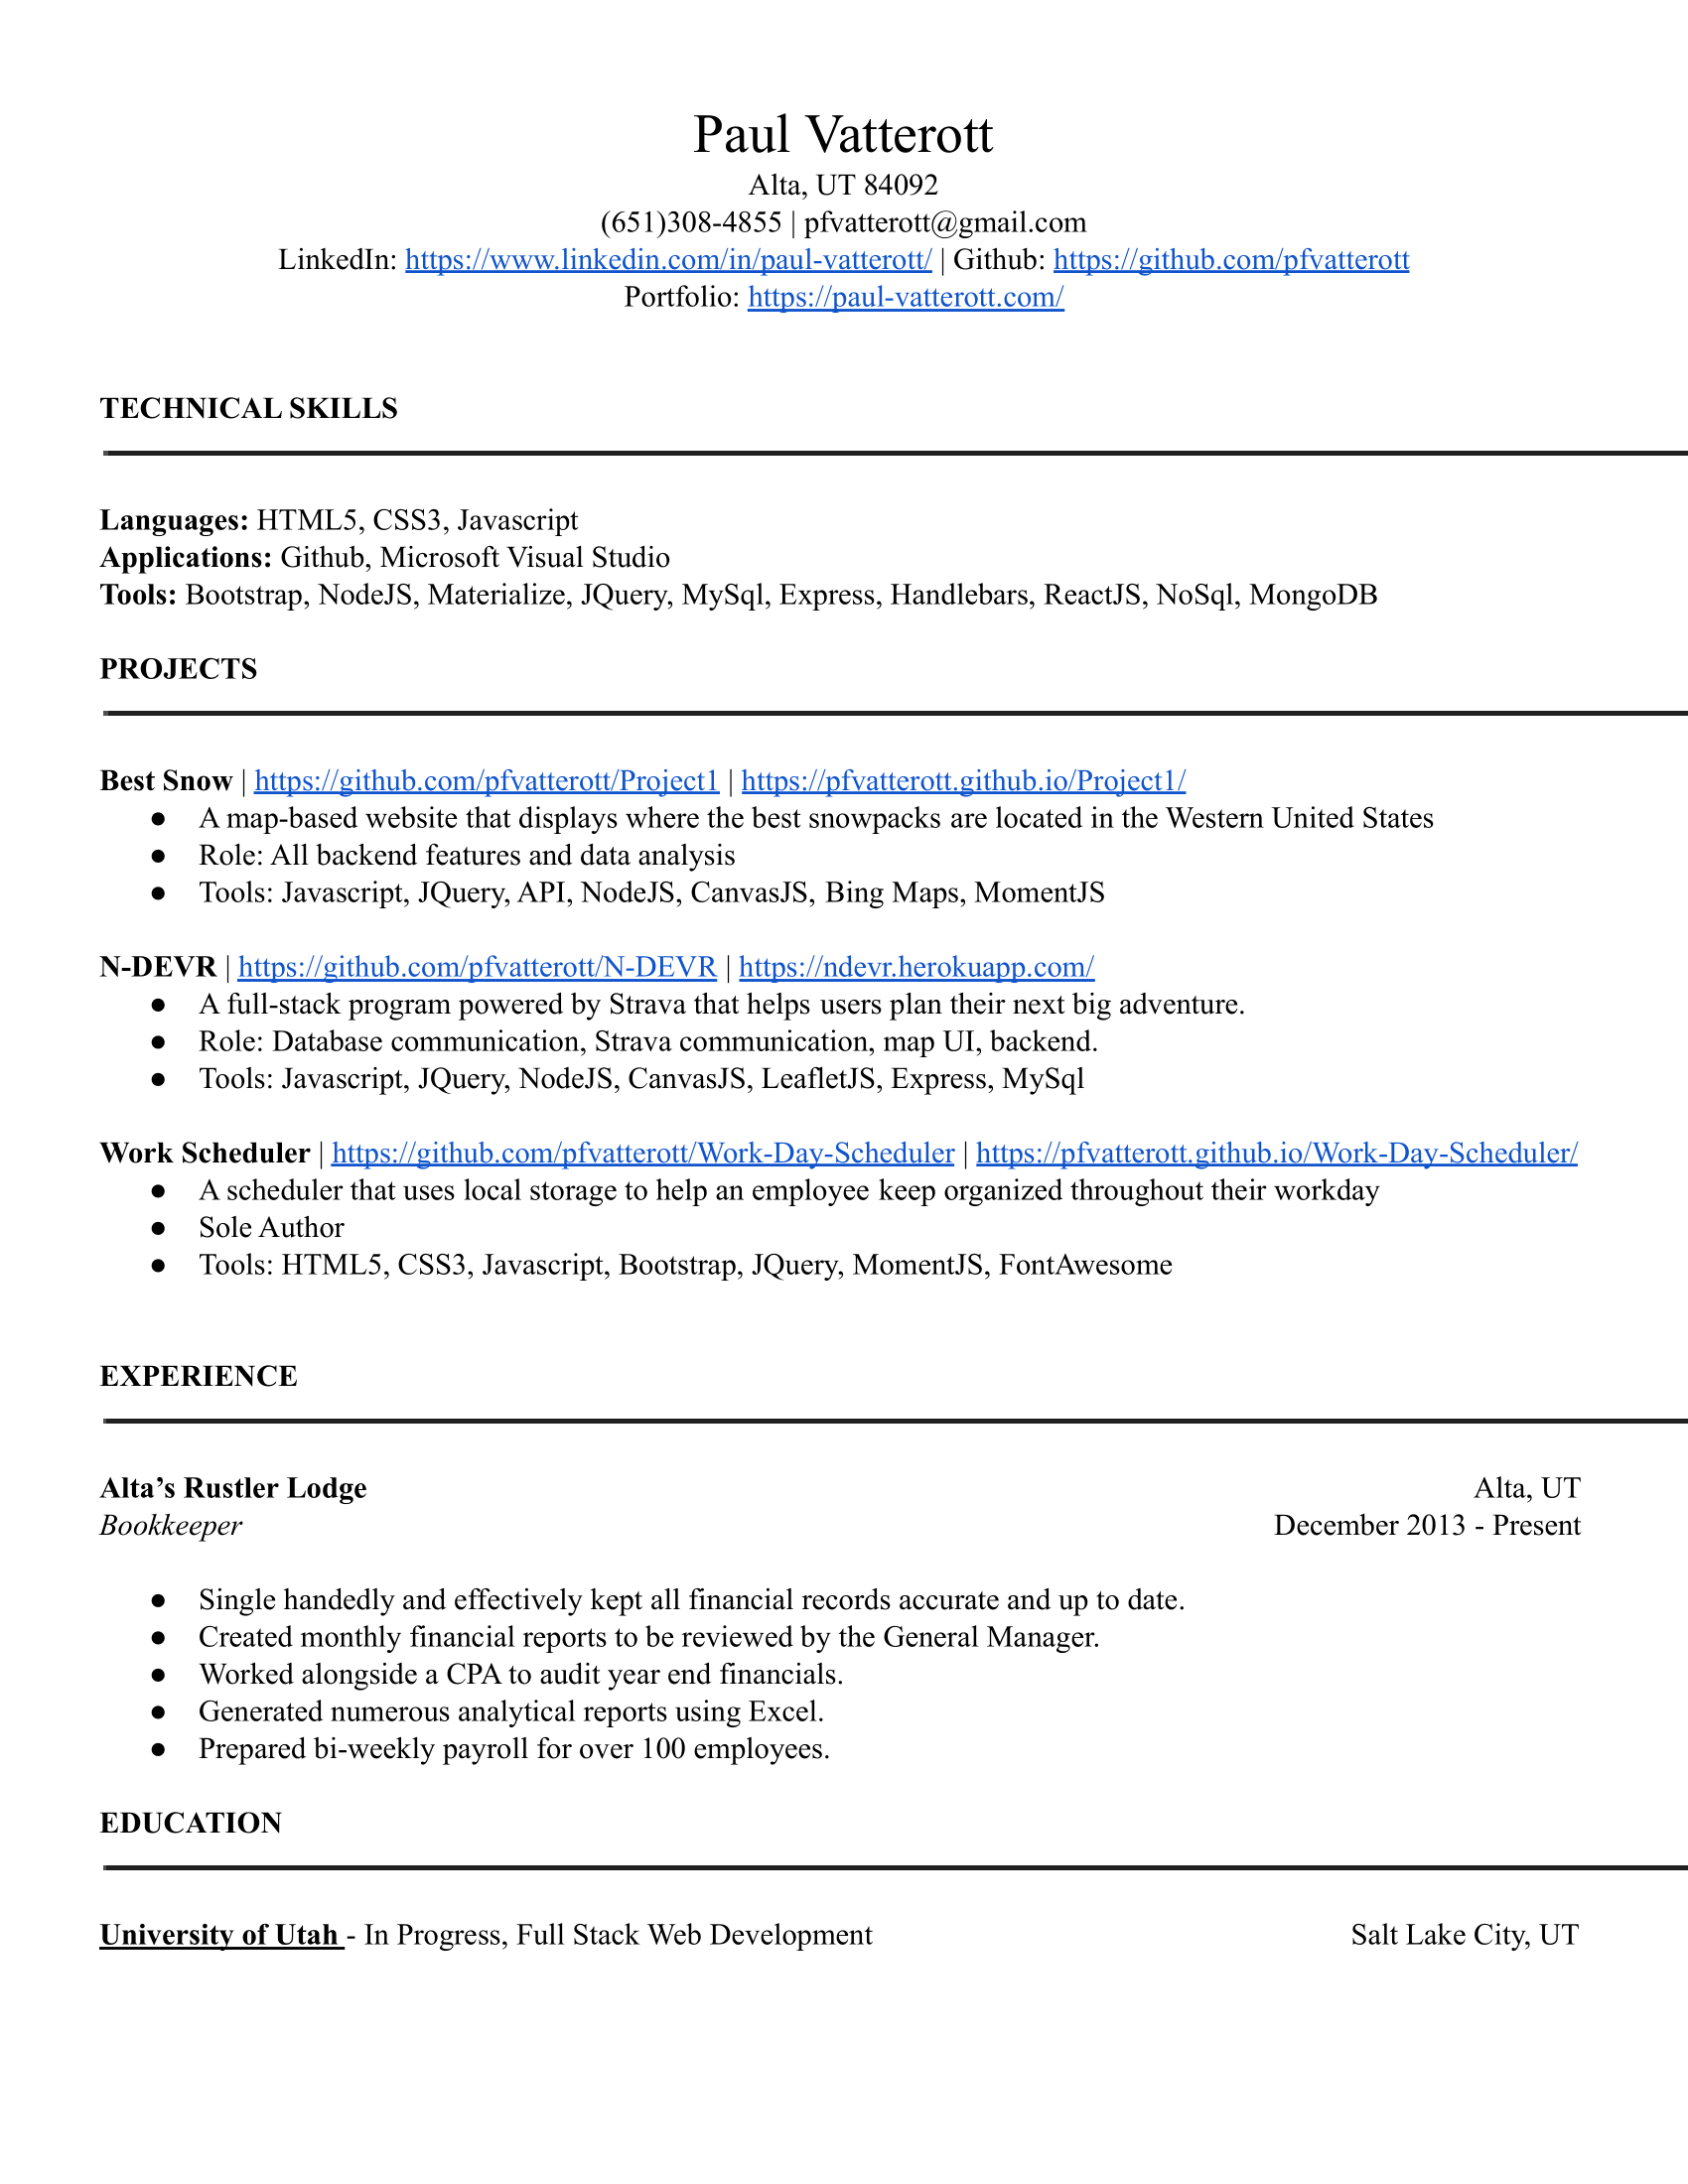 Paul Vatterott
Alta, UT 84092
(651)308-4855 | pfvatterott@gmail.com
LinkedIn: https://www.linkedin.com/in/paul-vatterott/ | Github: https://github.com/pfvatterott
Portfolio: https://paul-vatterott.com/
TECHNICAL SKILLS
Languages: HTML5, CSS3, Javascript
Applications: Github, Microsoft Visual Studio
Tools: Bootstrap, NodeJS, Materialize, JQuery, MySql, Express, Handlebars, ReactJS, NoSql, MongoDB
PROJECTS
Best Snow | https://github.com/pfvatterott/Project1 | https://pfvatterott.github.io/Project1/
● A map-based website that displays where the best snowpacks are located in the Western United States
● Role: All backend features and data analysis
● Tools: Javascript, JQuery, API, NodeJS, CanvasJS, Bing Maps, MomentJS
N-DEVR | https://github.com/pfvatterott/N-DEVR | https://ndevr.herokuapp.com/
● A full-stack program powered by Strava that helps users plan their next big adventure.
● Role: Database communication, Strava communication, map UI, backend.
● Tools: Javascript, JQuery, NodeJS, CanvasJS, LeafletJS, Express, MySql
Work Scheduler | https://github.com/pfvatterott/Work-Day-Scheduler | https://pfvatterott.github.io/Work-Day-Scheduler/
● A scheduler that uses local storage to help an employee keep organized throughout their workday
● Sole Author
● Tools: HTML5, CSS3, Javascript, Bootstrap, JQuery, MomentJS, FontAwesome
EXPERIENCE
Alta’s Rustler Lodge Alta, UT
Bookkeeper December 2013 - Present
● Single handedly and effectively kept all financial records accurate and up to date.
● Created monthly financial reports to be reviewed by the General Manager.
● Worked alongside a CPA to audit year end financials.
● Generated numerous analytical reports using Excel.
● Prepared bi-weekly payroll for over 100 employees.
EDUCATION
University of Utah - In Progress, Full Stack Web Development Salt Lake City, UT